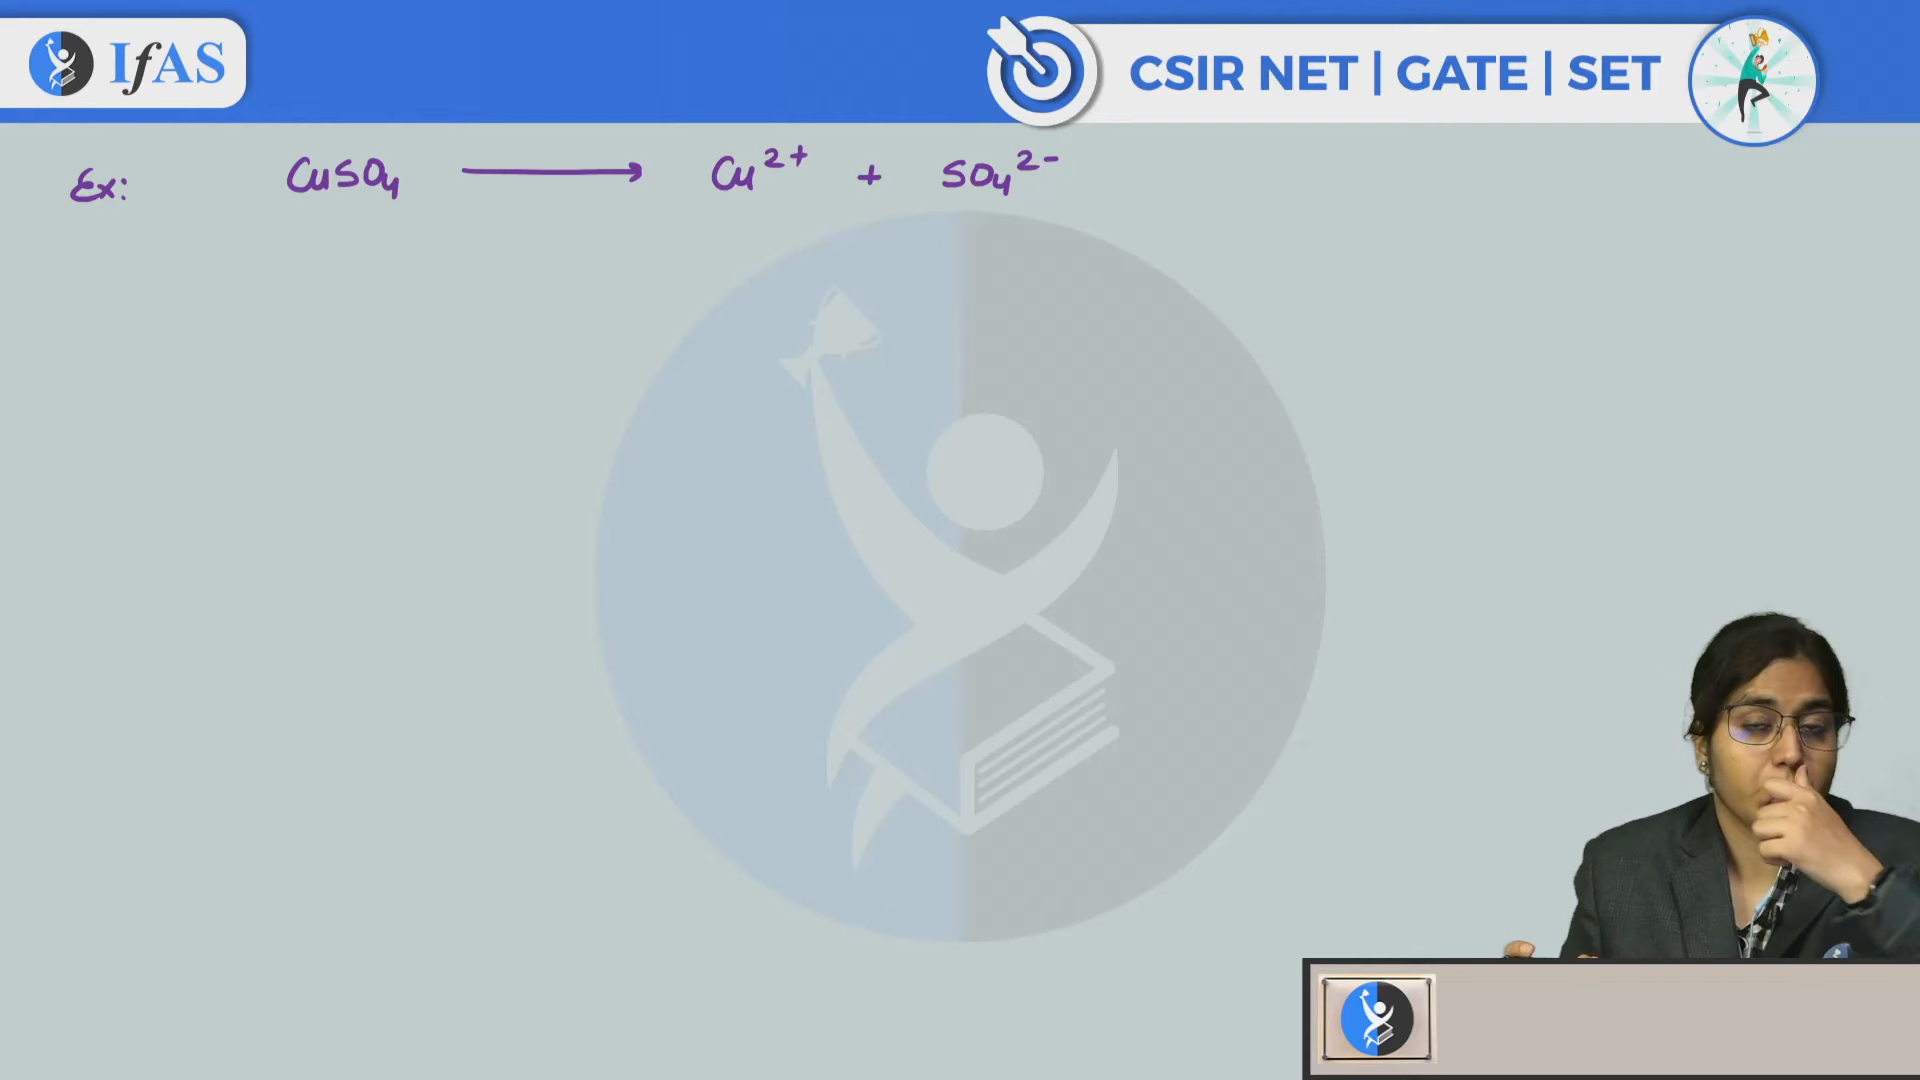 IfAS
CSIR NET | GATE | SET
Ex: CuSO₄ ⟶ Cu²⁺ + SO₄²⁻